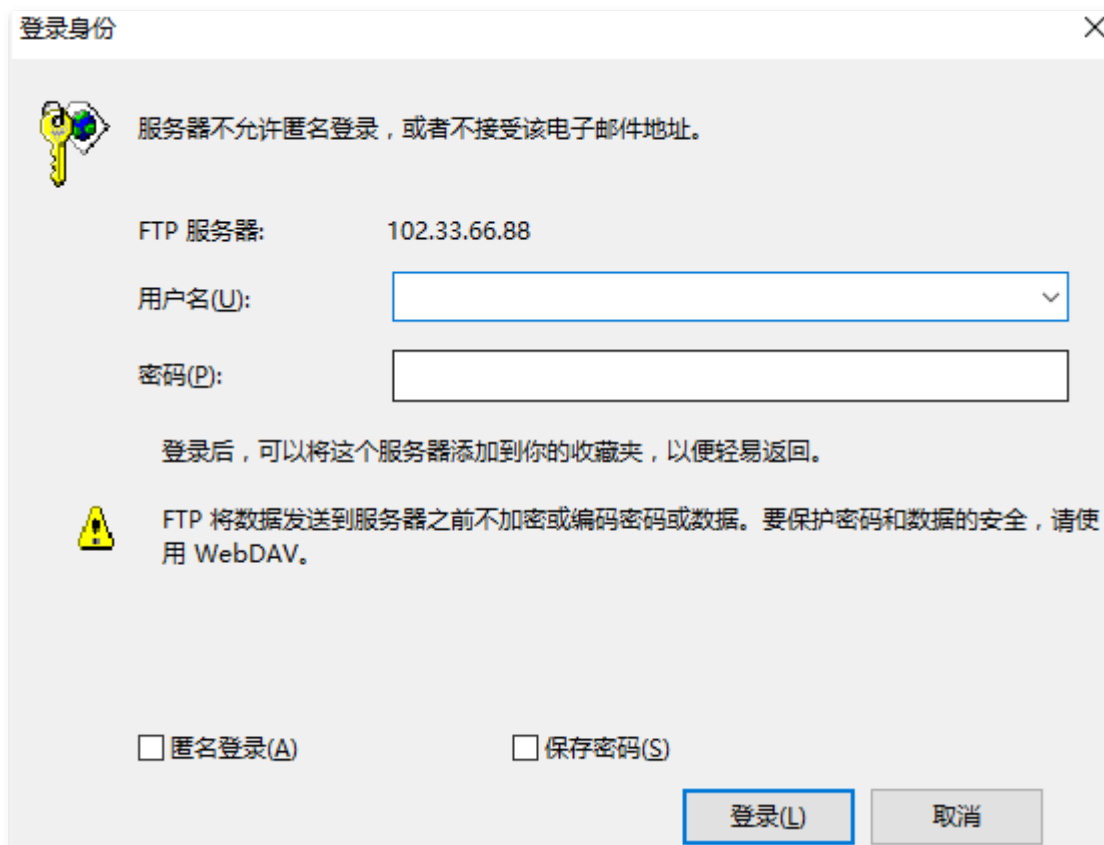 登录身份
服务器不允许匿名登录，或者不接受该电子邮件地址。
FTP 服务器: 102.33.66.88
用户名(U):
密码(P):
登录后，可以将这个服务器添加到你的收藏夹，以便轻易返回。
FTP 将数据发送到服务器之前不加密或编码密码或数据。要保护密码和数据的安全，请使
用 WebDAV。
匿名登录(A) 保存密码(S)
登录(L) 取消